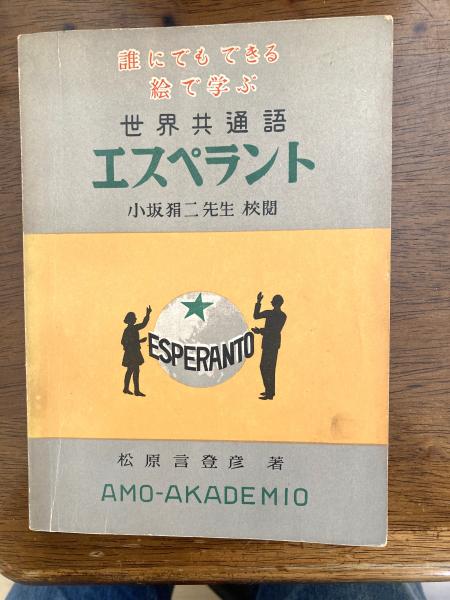 誰にでもできる
絵で学ぶ
世界共通語
エスペラント
小坂狷二先生 校閲
ESPERANTO
松原言登彦 著
AMO-AKADEMIO